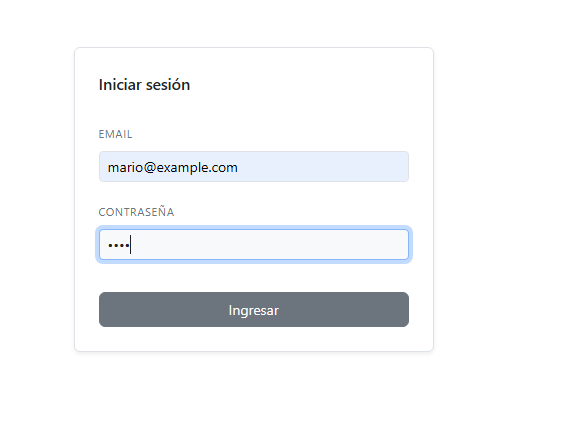 Iniciar sesión
EMAIL
mario@example.com
CONTRASEÑA
••••
Ingresar